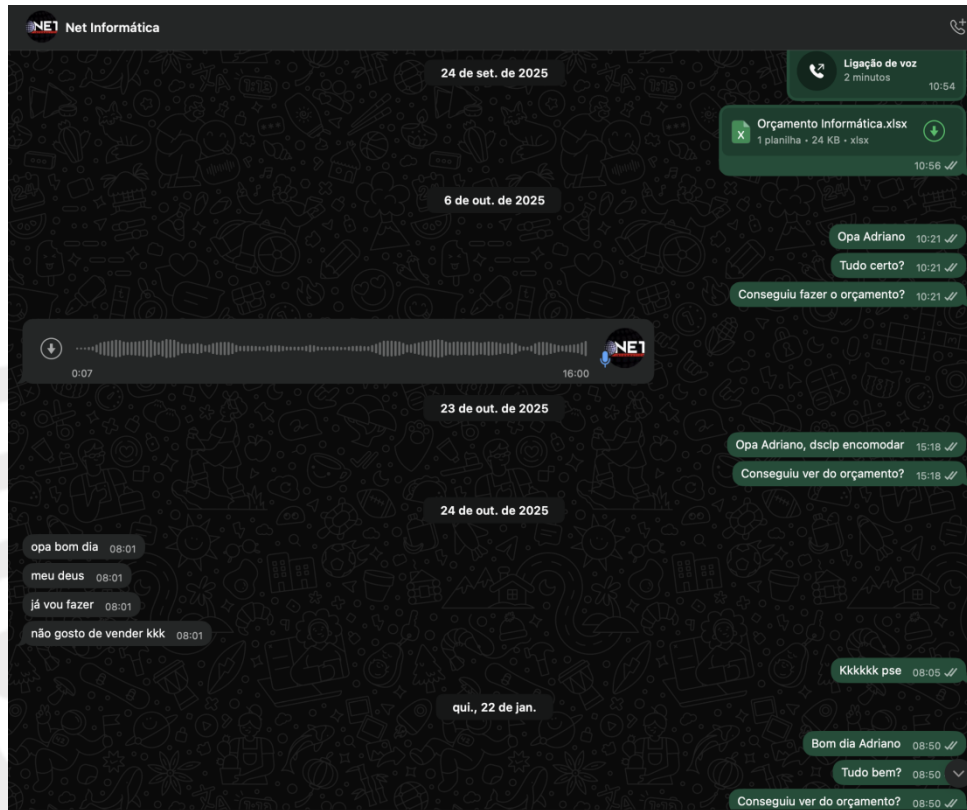 NET Net Informática
24 de set. de 2025
Ligação de voz
2 minutos
10:54
X Orçamento Informática.xlsx
1 planilha • 24 KB • xlsx
10:56
6 de out. de 2025
Opa Adriano 10:21
Tudo certo? 10:21
Conseguiu fazer o orçamento? 10:21
NET
0:07 16:00
23 de out. de 2025
Opa Adriano, dsclp encomodar 15:18
Conseguiu ver do orçamento? 15:18
24 de out. de 2025
opa bom dia 08:01
meu deus 08:01
já vou fazer 08:01
não gosto de vender kkk 08:01
Kkkkkk pse 08:05
qui., 22 de jan.
Bom dia Adriano 08:50
Tudo bem? 08:50
Conseguiu ver do orçamento? 08:50